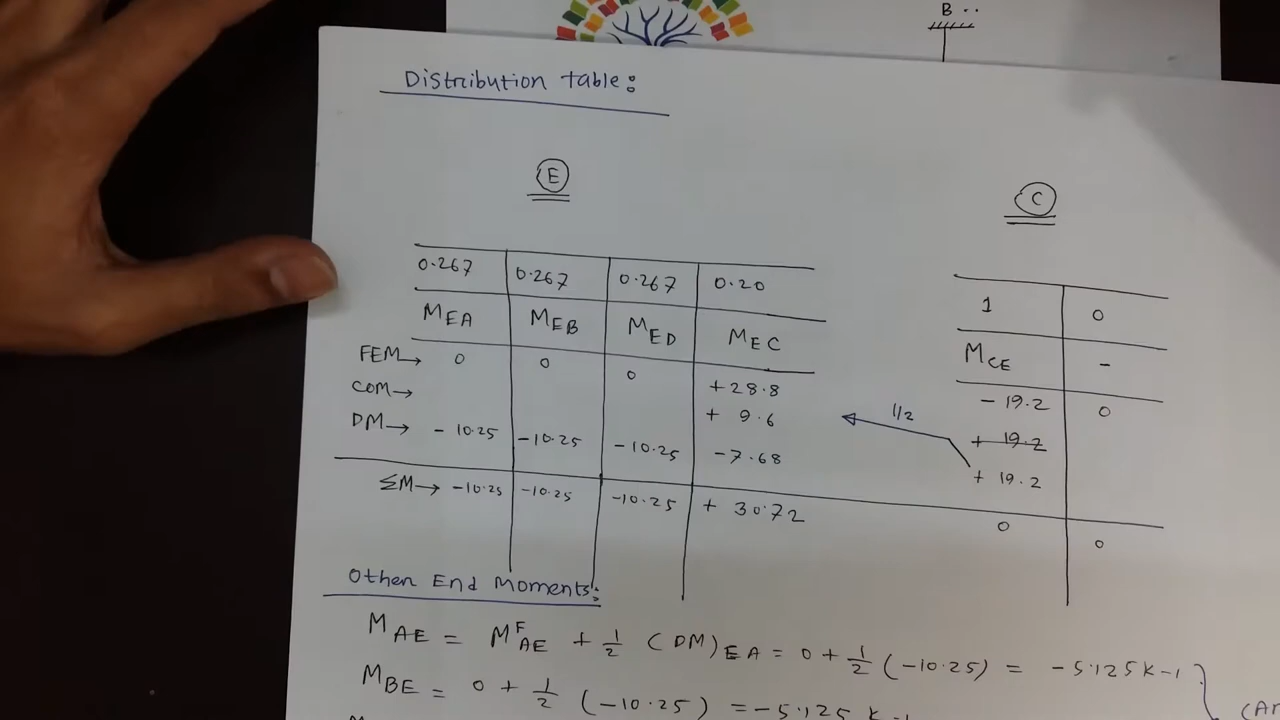 B
Distribution Table:
E
C
0.267 0.267 0.267 0.20
1 0
MEA MEB MED MEC
MCE -
FEM→ 0 0 0 +28.8
- 19.2 0
COM→ + 9.6
1/2
+ 19.2
DM→ - 10.25 -10.25 -10.25 -7.68
+ 19.2
ΣM→ -10.25 -10.25 -10.25 + 30.72
0 0
Other End Moments:
MAE = M^F AE + 1/2 (DM)EA = 0 + 1/2 (-10.25) = -5.125 K-1
MBE = 0 + 1/2 (-10.25) = -5.125